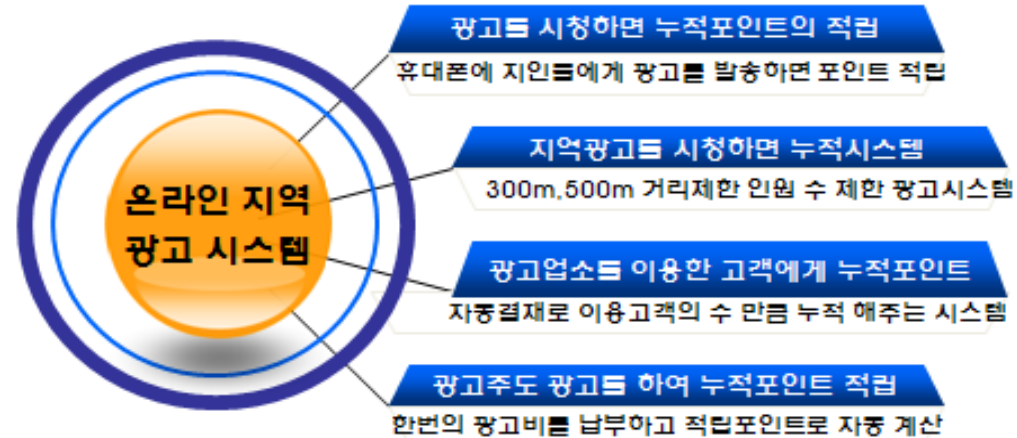 온라인 지역
광고 시스템
광고를 시청하면 누적포인트의 적립
휴대폰에 지인들에게 광고를 발송하면 포인트 적립
지역광고를 시청하면 누적시스템
300m,500m 거리제한 인원 수 제한 광고시스템
광고업소를 이용한 고객에게 누적포인트
자동결재로 이용고객의 수 만큼 누적 해주는 시스템
광고주도 광고를 하여 누적포인트 적립
한번의 광고비를 납부하고 적립포인트로 자동 계산